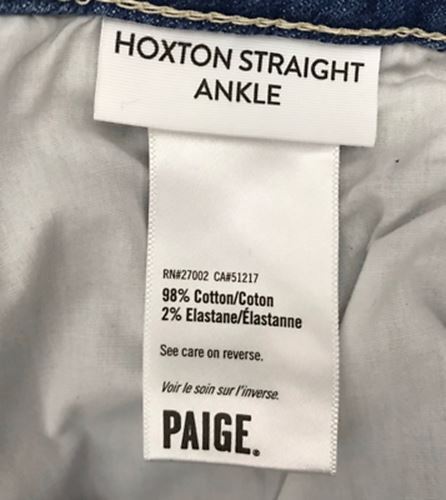 HOXTON STRAIGHT
ANKLE
RN#27002 CA#51217
98% Cotton/Coton
2% Elastane/Élastanne
See care on reverse.
Voir le soin sur l'inverse.
PAIGE.